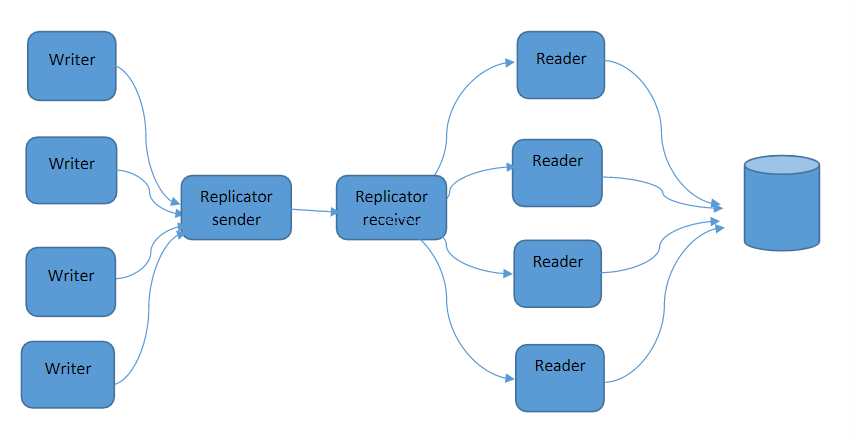 Writer
Writer
Writer
Writer
Replicator
sender
Replicator
receiver
Reader
Reader
Reader
Reader